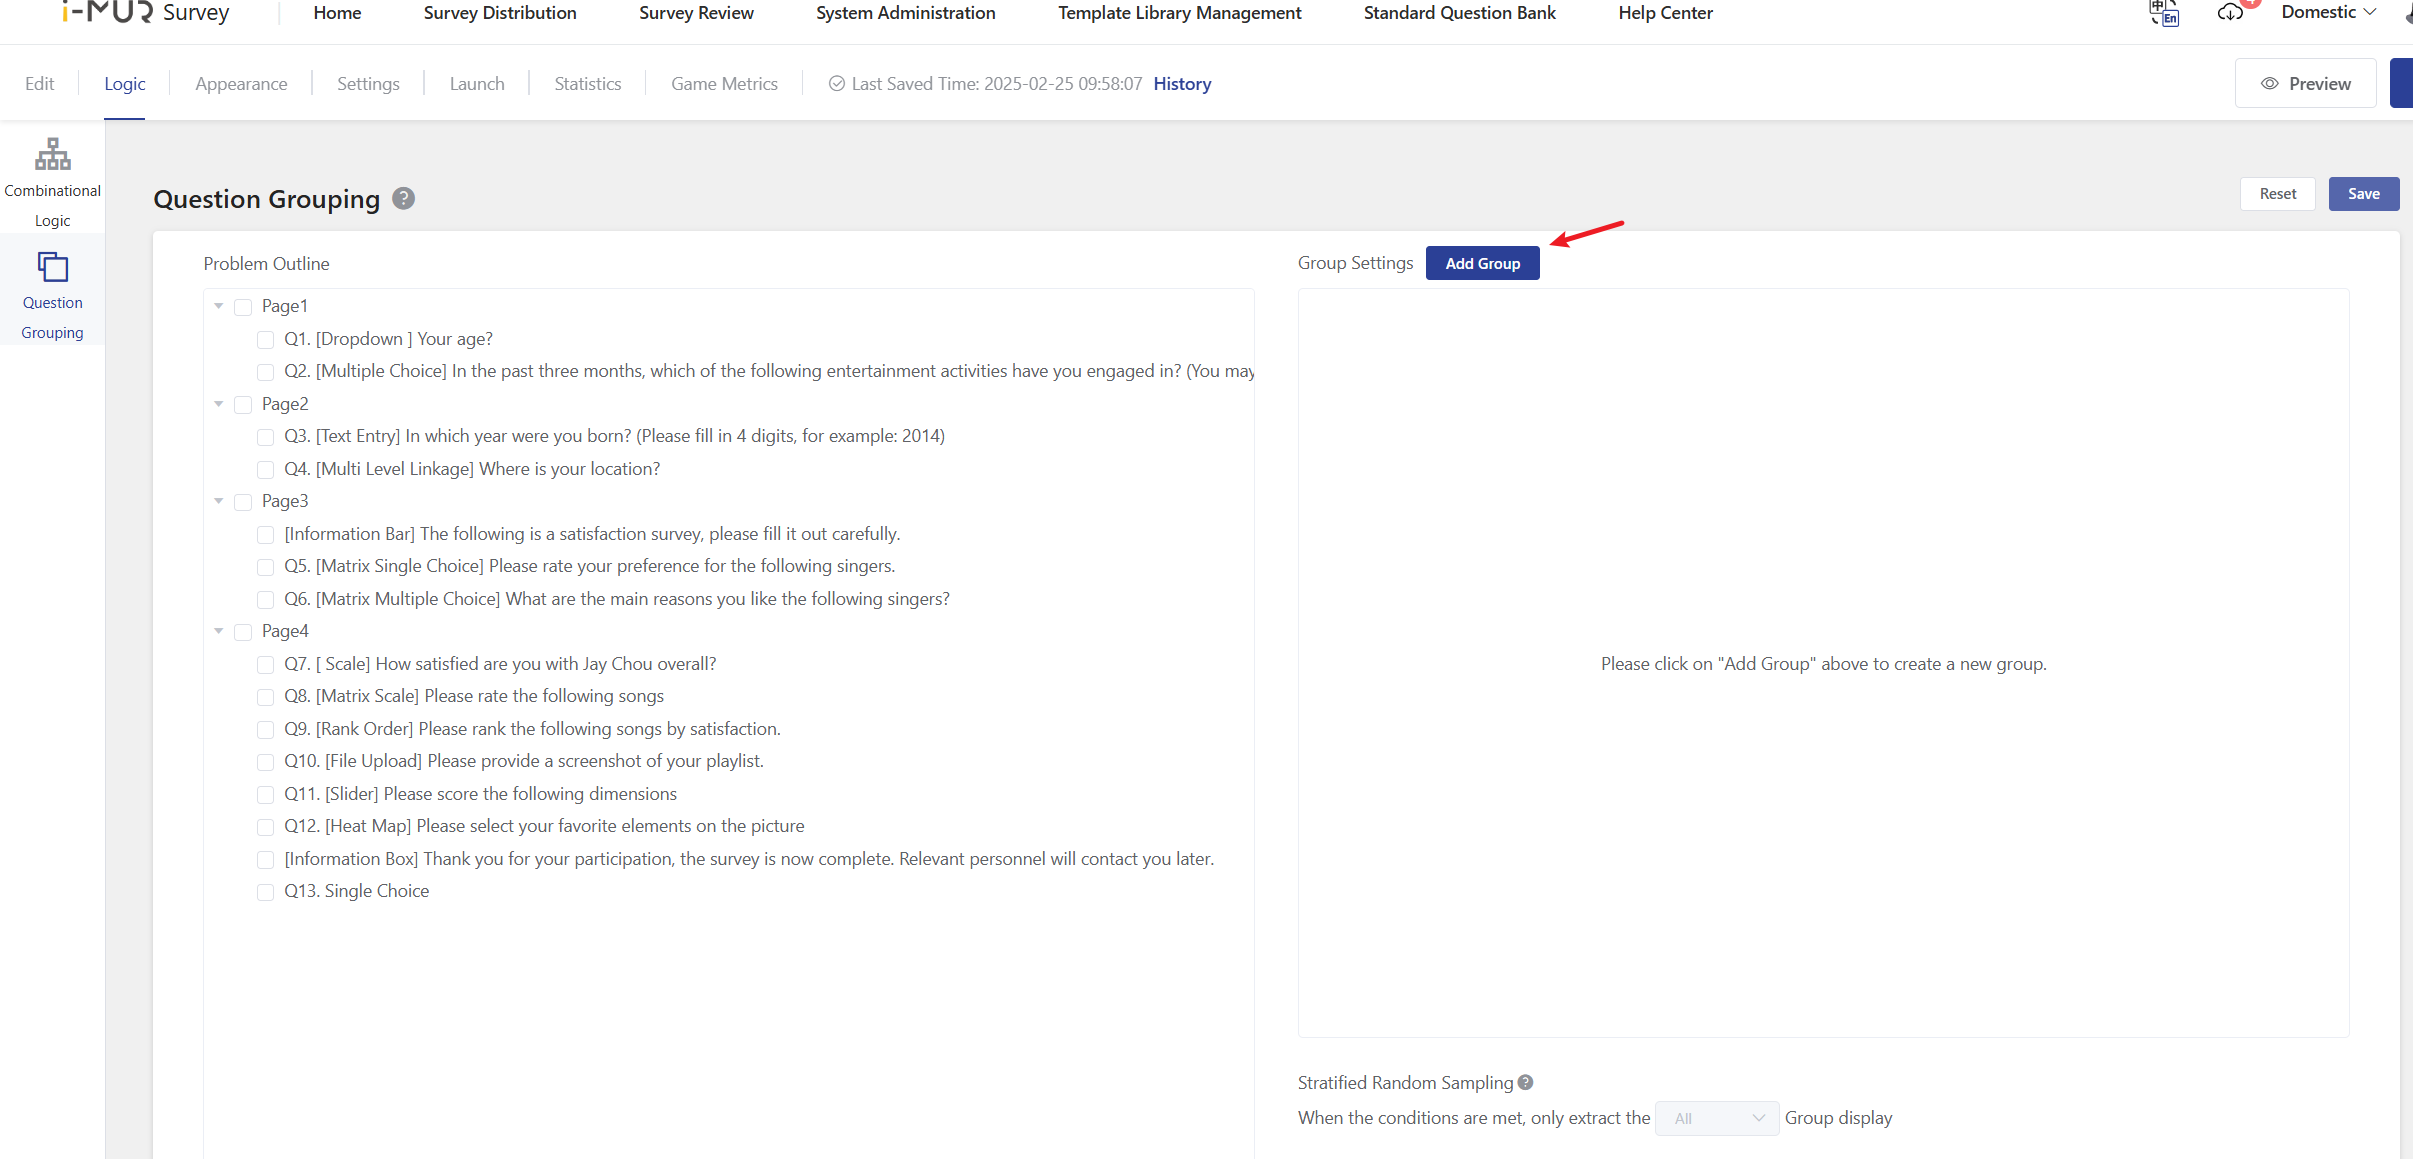 i-MUR Survey
Home
Survey Distribution
Survey Review
System Administration
Template Library Management
Standard Question Bank
Help Center
中 En
4
Domestic
Edit
Logic
Appearance
Settings
Launch
Statistics
Game Metrics
Last Saved Time: 2025-02-25 09:58:07 History
Preview
Combinational
Logic
Question
Grouping
Question Grouping ?
Reset
Save
Problem Outline
Page1
Q1. [Dropdown ] Your age?
Q2. [Multiple Choice] In the past three months, which of the following entertainment activities have you engaged in? (You may
Page2
Q3. [Text Entry] In which year were you born? (Please fill in 4 digits, for example: 2014)
Q4. [Multi Level Linkage] Where is your location?
Page3
[Information Bar] The following is a satisfaction survey, please fill it out carefully.
Q5. [Matrix Single Choice] Please rate your preference for the following singers.
Q6. [Matrix Multiple Choice] What are the main reasons you like the following singers?
Page4
Q7. [ Scale] How satisfied are you with Jay Chou overall?
Q8. [Matrix Scale] Please rate the following songs
Q9. [Rank Order] Please rank the following songs by satisfaction.
Q10. [File Upload] Please provide a screenshot of your playlist.
Q11. [Slider] Please score the following dimensions
Q12. [Heat Map] Please select your favorite elements on the picture
[Information Box] Thank you for your participation, the survey is now complete. Relevant personnel will contact you later.
Q13. Single Choice
Group Settings
Add Group
Please click on "Add Group" above to create a new group.
Stratified Random Sampling ?
When the conditions are met, only extract the All Group display